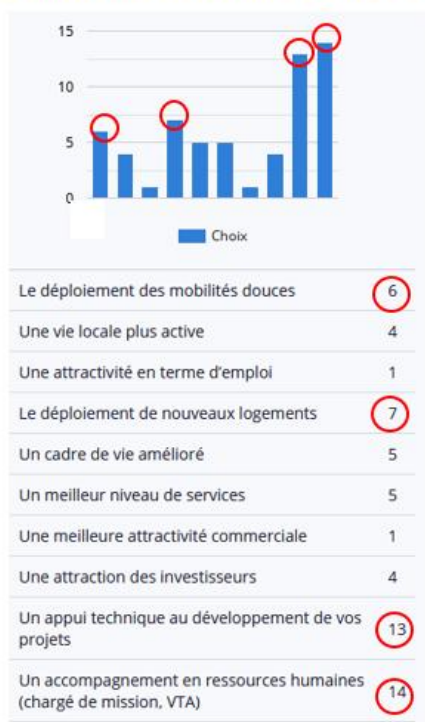 15
10
5
0
Choix
Le déploiement des mobilités douces 6
Une vie locale plus active 4
Une attractivité en terme d'emploi 1
Le déploiement de nouveaux logements 7
Un cadre de vie amélioré 5
Un meilleur niveau de services 5
Une meilleure attractivité commerciale 1
Une attraction des investisseurs 4
Un appui technique au développement de vos
projets 13
Un accompagnement en ressources humaines
(chargé de mission, VTA) 14